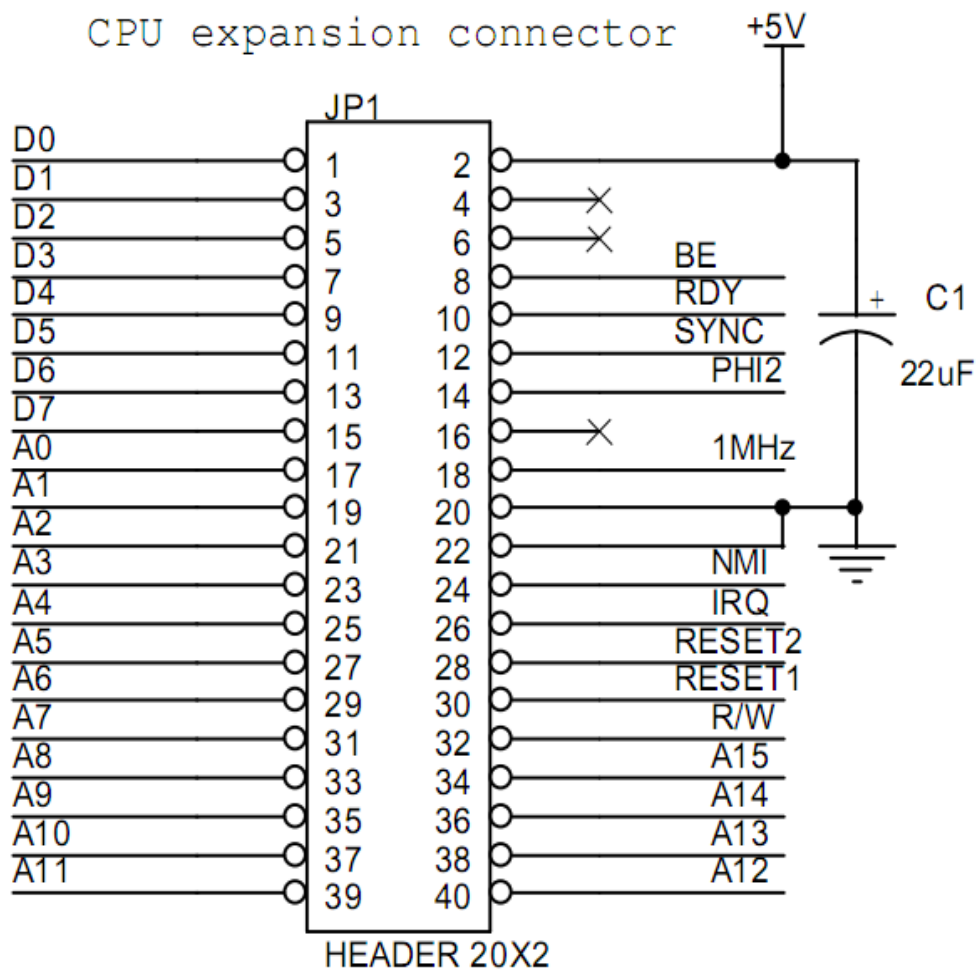 CPU expansion connector
+5V
JP1
D0 1 2
D1 3 4
D2 5 6
D3 7 8 BE
D4 9 10 RDY
D5 11 12 SYNC
D6 13 14 PHI2
D7 15 16
A0 17 18 1MHz
A1 19 20
A2 21 22
A3 23 24 NMI
A4 25 26 IRQ
A5 27 28 RESET2
A6 29 30 RESET1
A7 31 32 R/W
A8 33 34 A15
A9 35 36 A14
A10 37 38 A13
A11 39 40 A12
HEADER 20X2
+ C1
22uF